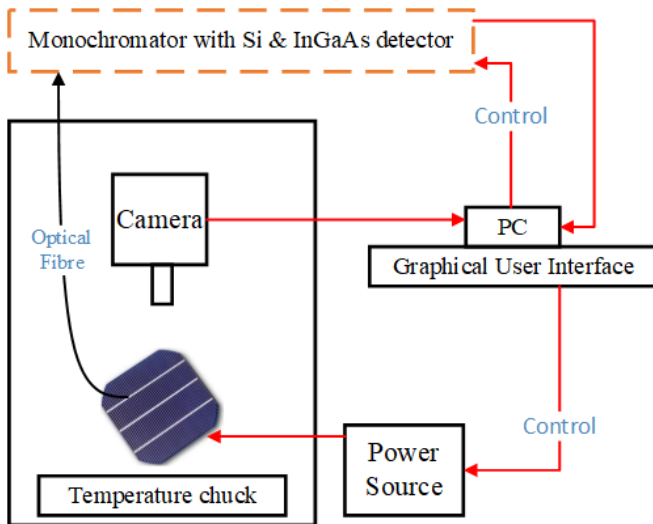 Monochromator with Si & InGaAs detector
Control
Camera
Optical
Fibre
PC
Graphical User Interface
Control
Power
Source
Temperature chuck